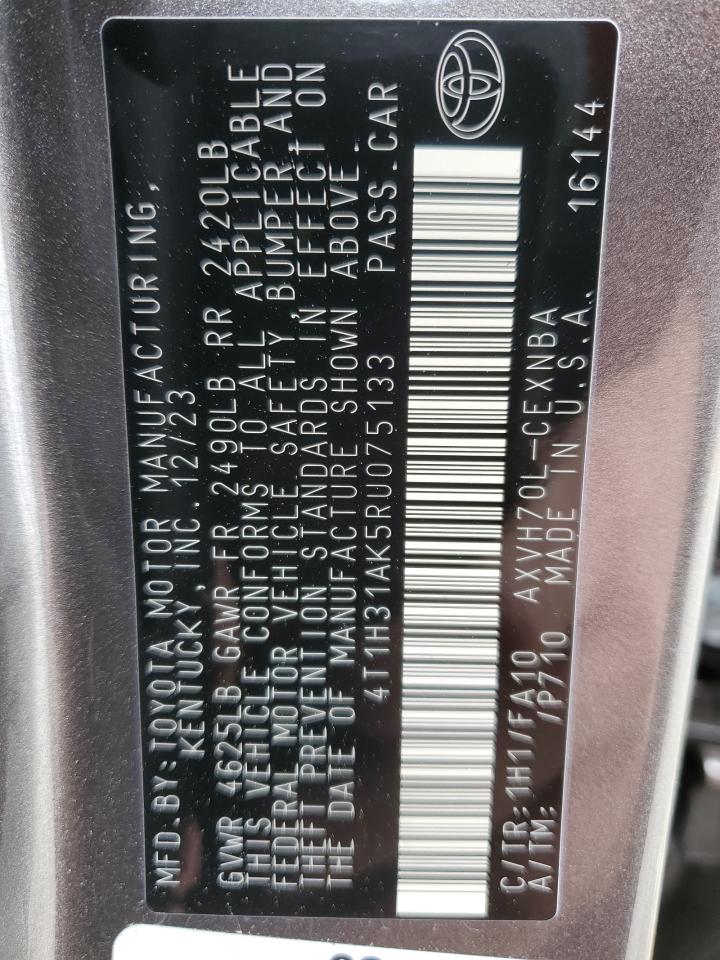 MFD.BY:TOYOTA MOTOR MANUFACTURING,
KENTUCKY,INC.12/23
GVWR 4625LB GAWR FR 2490LB RR 2420LB
THIS VEHICLE CONFORMS TO ALL APPLICABLE
FEDERAL MOTOR VEHICLE SAFETY,BUMPER,AND
THEFT PREVENTION STANDARDS IN EFFECT ON
THE DATE OF MANUFACTURE SHOWN ABOVE.
4T1H31AK5RU075133 PASS.CAR
C/TR:1H1/FA10 AXVH70L-CEXNBA 16144
A/TM: /P710 MADE IN U.S.A.